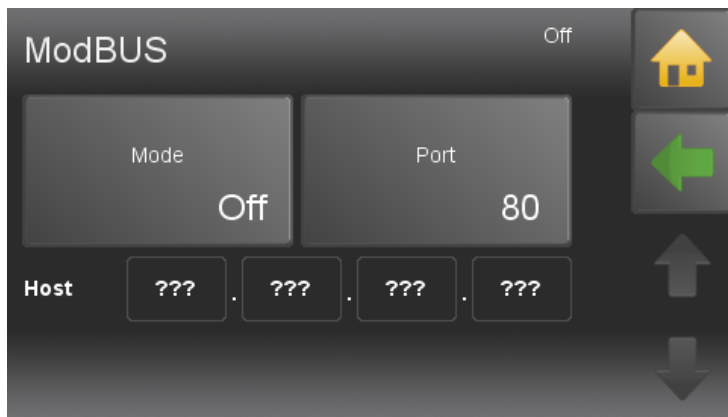 ModBUS
Off
Mode
Port
Off
80
Host ??? . ??? . ??? . ???